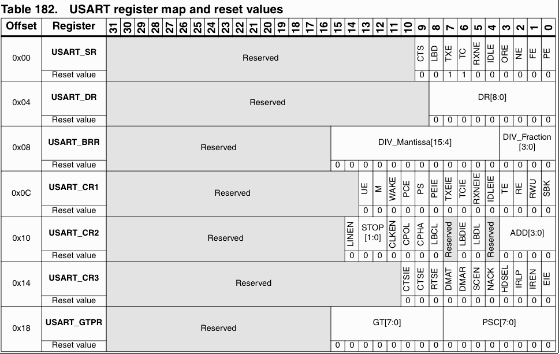 Table 182. USART register map and reset values
Offset Register 31 30 29 28 27 26 25 24 23 22 21 20 19 18 17 16 15 14 13 12 11 10 9 8 7 6 5 4 3 2 1 0
0x00 USART_SR Reserved CTS LBD TXE TC RXNE IDLE ORE NE FE PE
Reset value 0 0 1 1 0 0 0 0 0 0
0x04 USART_DR Reserved DR[8:0]
Reset value 0 0 0 0 0 0 0 0 0
0x08 USART_BRR Reserved DIV_Mantissa[15:4] DIV_Fraction
[3:0]
Reset value 0 0 0 0 0 0 0 0 0 0 0 0 0 0 0 0
0x0C USART_CR1 Reserved UE M WAKE PCE PS PEIE TXEIE TCIE RXNEIE IDLEIE TE RE RWU SBK
Reset value 0 0 0 0 0 0 0 0 0 0 0 0 0 0
0x10 USART_CR2 Reserved LINEN STOP
[1:0] CLKEN CPOL CPHA LBCL Reserved LBDIE LBDL Reserved ADD[3:0]
Reset value 0 0 0 0 0 0 0 0 0 0 0 0 0
0x14 USART_CR3 Reserved CTSIE CTSE RTSE DMAT DMAR SCEN NACK HDSEL IRLP IREN EIE
Reset value 0 0 0 0 0 0 0 0 0 0 0
0x18 USART_GTPR Reserved GT[7:0] PSC[7:0]
Reset value 0 0 0 0 0 0 0 0 0 0 0 0 0 0 0 0